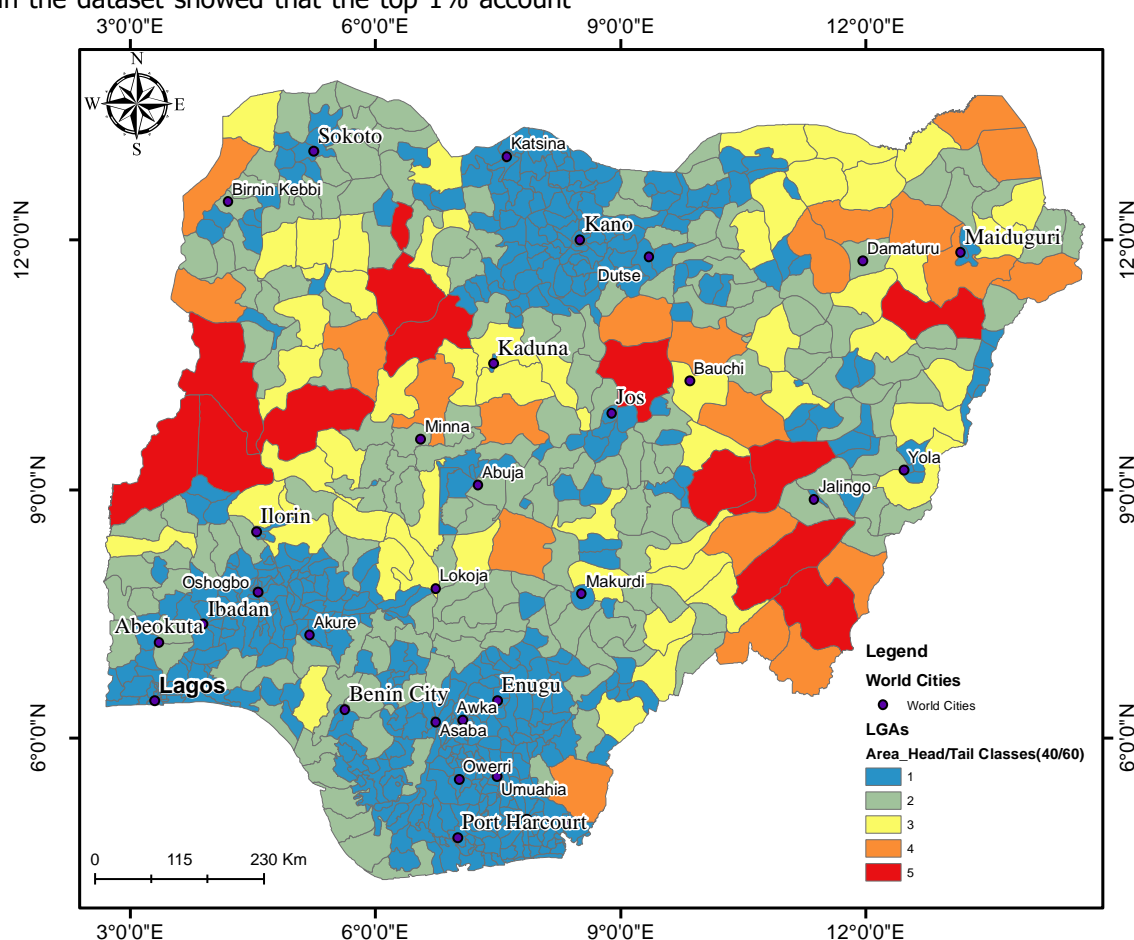 in the dataset showed that the top 1% account
3°0'0"E 6°0'0"E 9°0'0"E 12°0'0"E
N
W E
S
Sokoto
Katsina
Birnin Kebbi
12°0'0"N
12°0'0"N
Kano
Maiduguri
Damaturu
Dutse
Kaduna
Bauchi
Jos
Minna
Yola
Abuja
Jalingo
9°0'0"N
9°0'0"N
Ilorin
Lokoja
Makurdi
Oshogbo
Ibadan
Abeokuta
Akure
Legend
World Cities
World Cities
LGAs
Area_Head/Tail Classes(40/60)
1
2
3
4
5
Lagos
Benin City
Enugu
Awka
Asaba
6°0'0"N
6°0'0"N
Owerri
Umuahia
Port Harcourt
0 115 230 Km
3°0'0"E 6°0'0"E 9°0'0"E 12°0'0"E